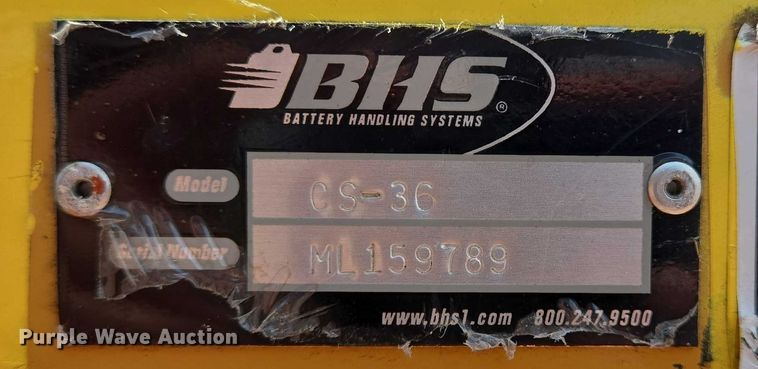 BHS®
BATTERY HANDLING SYSTEMS
Model CS-36
Serial Number ML159789
www.bhs1.com 800.247.9500
Purple Wave Auction